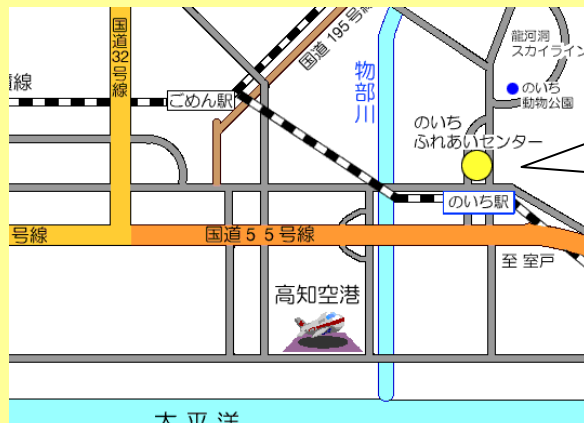 国道32号線
国道195号線
龍河洞
スカイライン
物部川
のいち
動物公園
線
ごめん駅
のいち
ふれあいセンター
のいち駅
号線
国道55号線
至 室戸
高知空港
太平洋